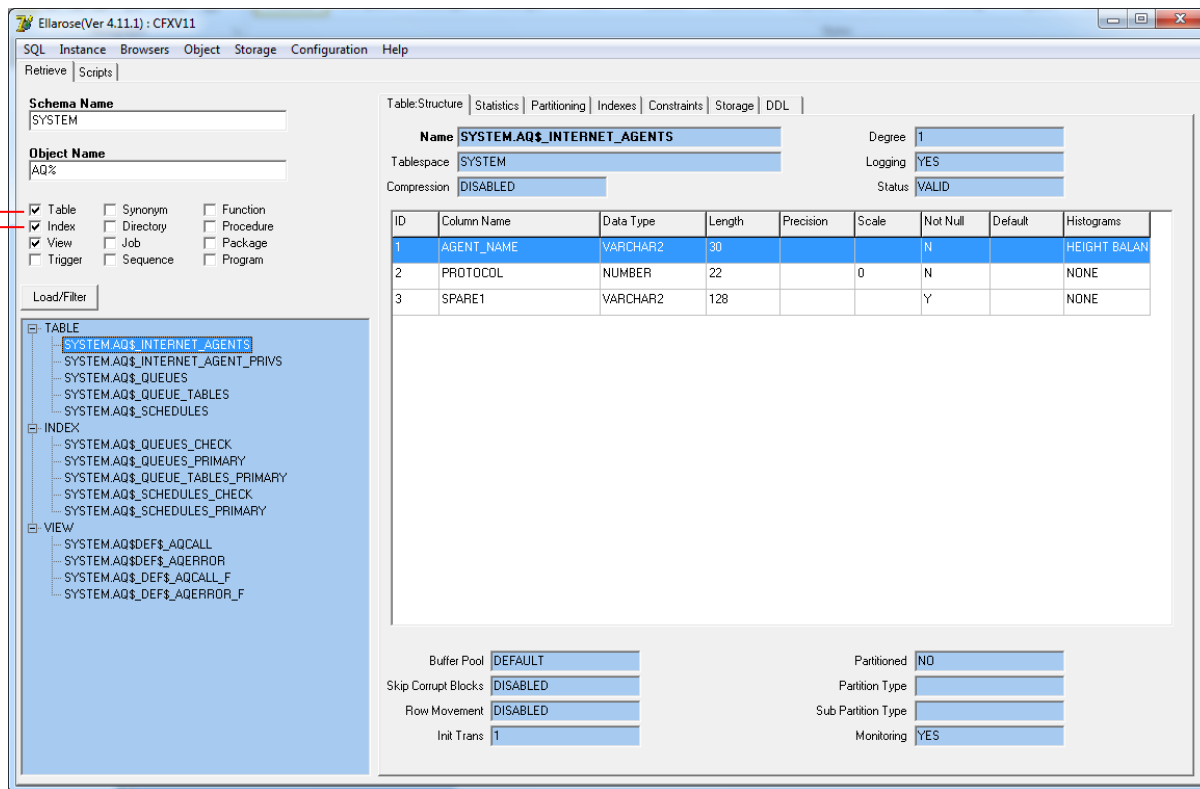 Ellarose(Ver 4.11.1) : CFXV11
SQL Instance Browsers Object Storage Configuration Help
Retrieve Scripts
Schema Name
SYSTEM
Object Name
AQ%
Table Synonym Function
Index Directory Procedure
View Job Package
Trigger Sequence Program
Load/Filter
TABLE
SYSTEM.AQ$_INTERNET_AGENTS
SYSTEM.AQ$_INTERNET_AGENT_PRIVS
SYSTEM.AQ$_QUEUES
SYSTEM.AQ$_QUEUE_TABLES
SYSTEM.AQ$_SCHEDULES
INDEX
SYSTEM.AQ$_QUEUES_CHECK
SYSTEM.AQ$_QUEUES_PRIMARY
SYSTEM.AQ$_QUEUE_TABLES_PRIMARY
SYSTEM.AQ$_SCHEDULES_CHECK
SYSTEM.AQ$_SCHEDULES_PRIMARY
VIEW
SYSTEM.AQ$DEF$_AQCALL
SYSTEM.AQ$DEF$_AQERROR
SYSTEM.AQ$_DEF$_AQCALL_F
SYSTEM.AQ$_DEF$_AQERROR_F
Table:Structure Statistics Partitioning Indexes Constraints Storage DDL
Name SYSTEM.AQ$_INTERNET_AGENTS Degree 1
Tablespace SYSTEM Logging YES
Compression DISABLED Status VALID
ID Column Name Data Type Length Precision Scale Not Null Default Histograms
1 AGENT_NAME VARCHAR2 30 N HEIGHT BALAN
2 PROTOCOL NUMBER 22 0 N NONE
3 SPARE1 VARCHAR2 128 Y NONE
Buffer Pool DEFAULT Partitioned NO
Skip Corrupt Blocks DISABLED Partition Type
Row Movement DISABLED Sub Partition Type
Init Trans 1 Monitoring YES